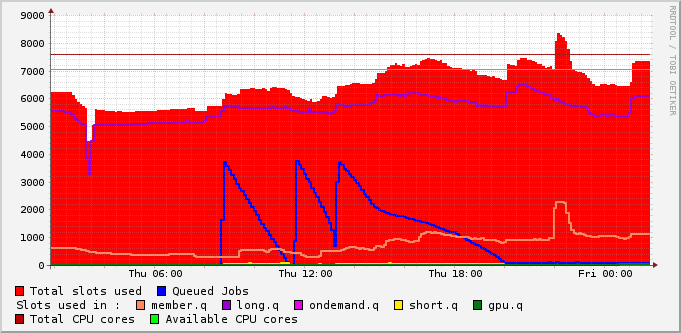 9000
8000
7000
6000
5000
4000
3000
2000
1000
0
Thu 06:00 Thu 12:00 Thu 18:00 Fri 00:00
RRDTOOL / TOBI OETIKER
Total slots used Queued Jobs
Slots used in : member.q long.q ondemand.q short.q gpu.q
Total CPU cores Available CPU cores